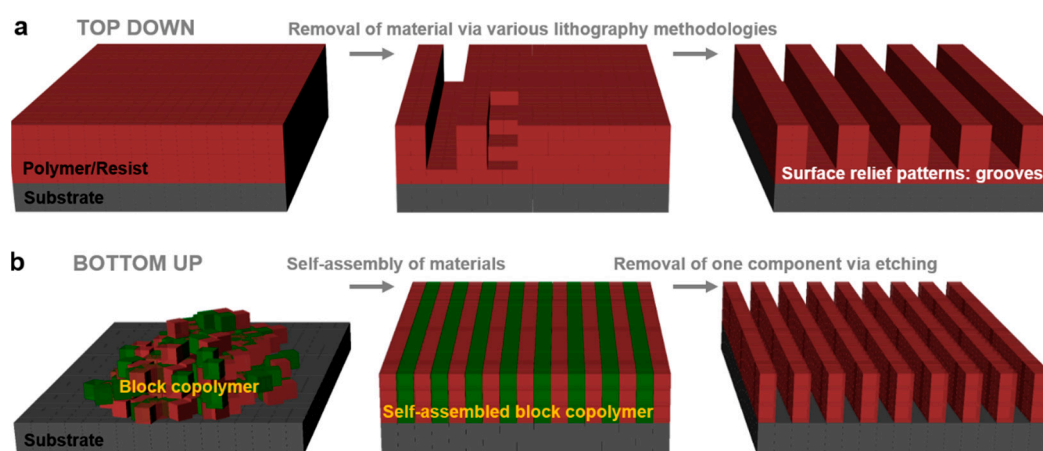 a TOP DOWN Removal of material via various lithography methodologies
Polymer/Resist
Substrate
Surface relief patterns: grooves
b BOTTOM UP Self-assembly of materials Removal of one component via etching
Block copolymer
Substrate
Self-assembled block copolymer